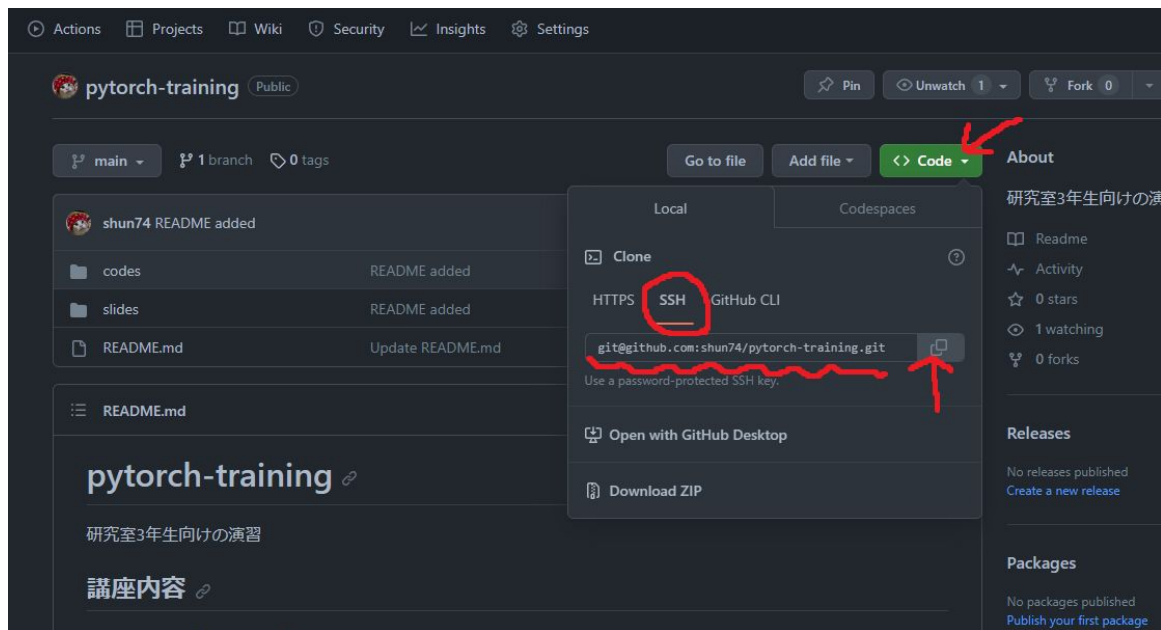 Actions Projects Wiki Security Insights Settings
pytorch-training Public Pin Unwatch 1 Fork 0
main 1 branch 0 tags Go to file Add file <> Code
shun74 README added
codes README added
slides README added
README.md Update README.md
Local Codespaces
Clone
HTTPS SSH GitHub CLI
git@github.com:shun74/pytorch-training.git
Use a password-protected SSH key.
Open with GitHub Desktop
Download ZIP
README.md
pytorch-training
研究室3年生向けの演習
講座内容
About
研究室3年生向けの演
Readme
Activity
0 stars
1 watching
0 forks
Releases
No releases published
Create a new release
Packages
No packages published
Publish your first package